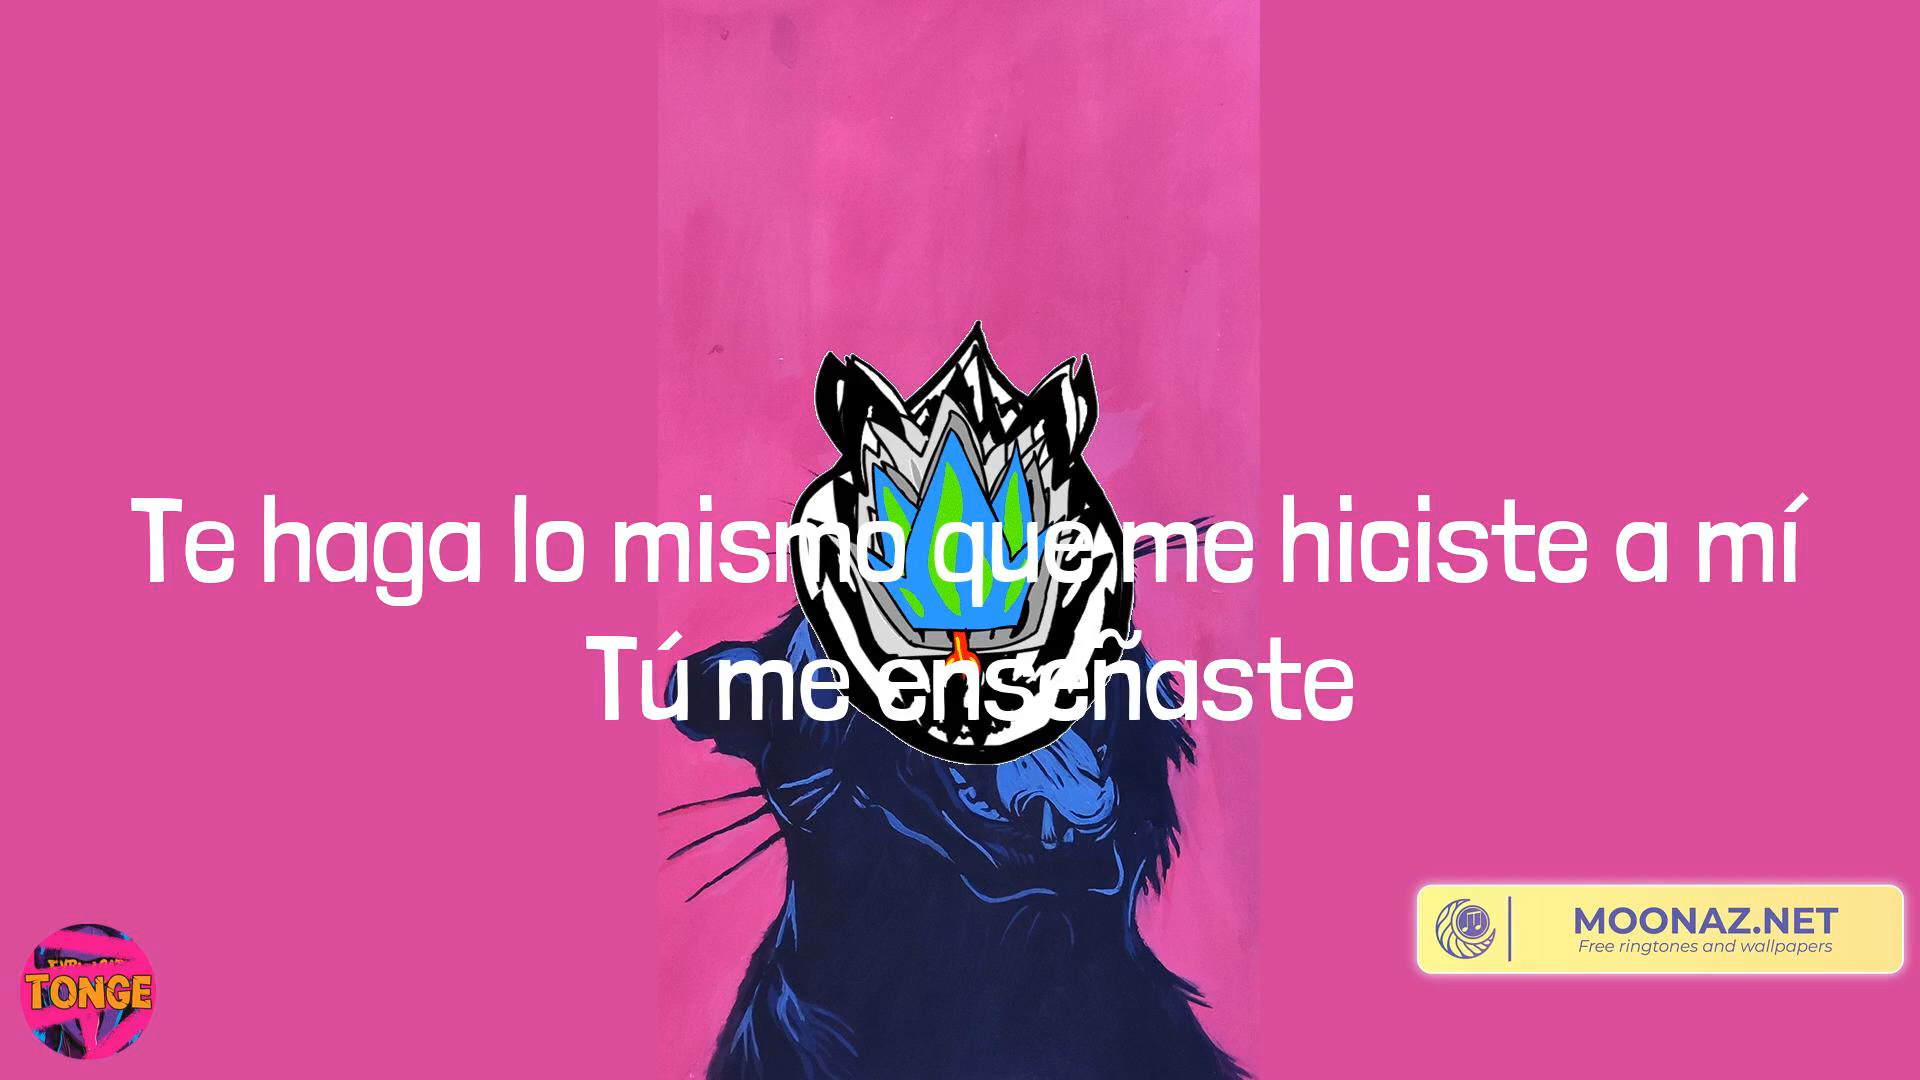 Te haga lo mismo que me hiciste a mí
Tú me enseñaste
MOONAZ.NET
Free ringtones and wallpapers
TONGE